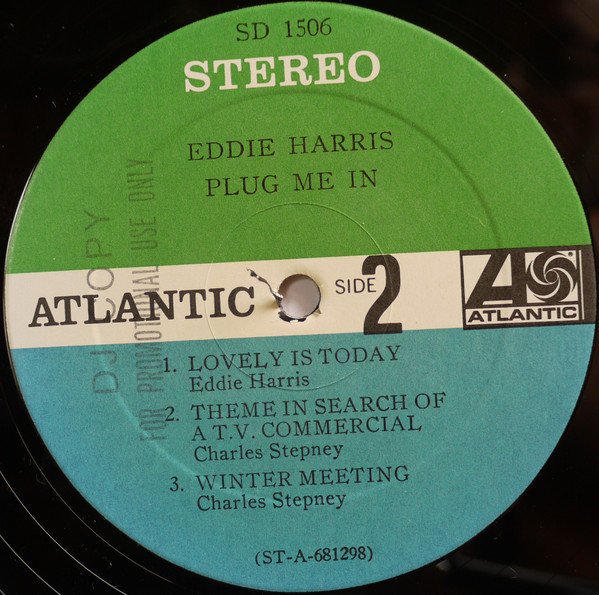 SD 1506
STEREO
EDDIE HARRIS
PLUG ME IN
DJ COPY
FOR PROMOTIONAL USE ONLY
ATLANTIC
SIDE 2
ATLANTIC
1. LOVELY IS TODAY
Eddie Harris
2. THEME IN SEARCH OF
A T.V. COMMERCIAL
Charles Stepney
3. WINTER MEETING
Charles Stepney
(ST-A-681298)